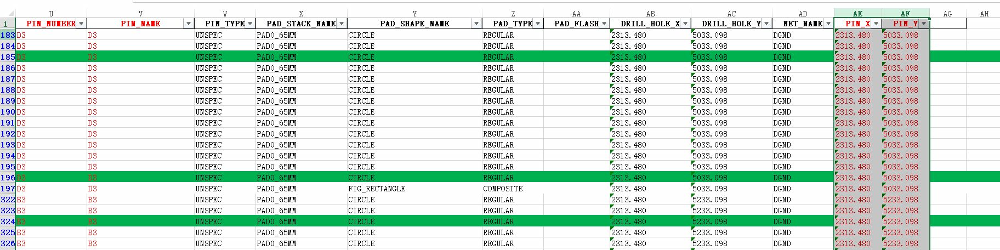 U V W X Y Z AA AB AC AD AE AF AG AH
1 PIN_NUMBER PIN_NAME PIN_TYPE PAD_STACK_NAME PAD_SHAPE_NAME PAD_TYPE PAD_FLASH DRILL_HOLE_X DRILL_HOLE_Y NET_NAME PIN_X PIN_Y
183 D3 D3 UNSPEC PAD0_65MM CIRCLE REGULAR 2313.480 5033.098 DGND 2313.480 5033.098
184 D3 D3 UNSPEC PAD0_65MM CIRCLE REGULAR 2313.480 5033.098 DGND 2313.480 5033.098
185 D3 D3 UNSPEC PAD0_65MM CIRCLE REGULAR 2313.480 5033.098 DGND 2313.480 5033.098
186 D3 D3 UNSPEC PAD0_65MM CIRCLE REGULAR 2313.480 5033.098 DGND 2313.480 5033.098
187 D3 D3 UNSPEC PAD0_65MM CIRCLE REGULAR 2313.480 5033.098 DGND 2313.480 5033.098
188 D3 D3 UNSPEC PAD0_65MM CIRCLE REGULAR 2313.480 5033.098 DGND 2313.480 5033.098
189 D3 D3 UNSPEC PAD0_65MM CIRCLE REGULAR 2313.480 5033.098 DGND 2313.480 5033.098
190 D3 D3 UNSPEC PAD0_65MM CIRCLE REGULAR 2313.480 5033.098 DGND 2313.480 5033.098
191 D3 D3 UNSPEC PAD0_65MM CIRCLE REGULAR 2313.480 5033.098 DGND 2313.480 5033.098
192 D3 D3 UNSPEC PAD0_65MM CIRCLE REGULAR 2313.480 5033.098 DGND 2313.480 5033.098
193 D3 D3 UNSPEC PAD0_65MM CIRCLE REGULAR 2313.480 5033.098 DGND 2313.480 5033.098
194 D3 D3 UNSPEC PAD0_65MM CIRCLE REGULAR 2313.480 5033.098 DGND 2313.480 5033.098
195 D3 D3 UNSPEC PAD0_65MM CIRCLE REGULAR 2313.480 5033.098 DGND 2313.480 5033.098
196 D3 D3 UNSPEC PAD0_65MM CIRCLE REGULAR 2313.480 5033.098 DGND 2313.480 5033.098
197 D3 D3 UNSPEC PAD0_65MM FIG_RECTANGLE COMPOSITE 2313.480 5033.098 DGND 2313.480 5033.098
322 B3 B3 UNSPEC PAD0_65MM CIRCLE REGULAR 2313.480 5233.098 DGND 2313.480 5233.098
323 B3 B3 UNSPEC PAD0_65MM CIRCLE REGULAR 2313.480 5233.098 DGND 2313.480 5233.098
324 B3 B3 UNSPEC PAD0_65MM CIRCLE REGULAR 2313.480 5233.098 DGND 2313.480 5233.098
325 B3 B3 UNSPEC PAD0_65MM CIRCLE REGULAR 2313.480 5233.098 DGND 2313.480 5233.098
326 B3 B3 UNSPEC PAD0_65MM CIRCLE REGULAR 2313.480 5233.098 DGND 2313.480 5233.098